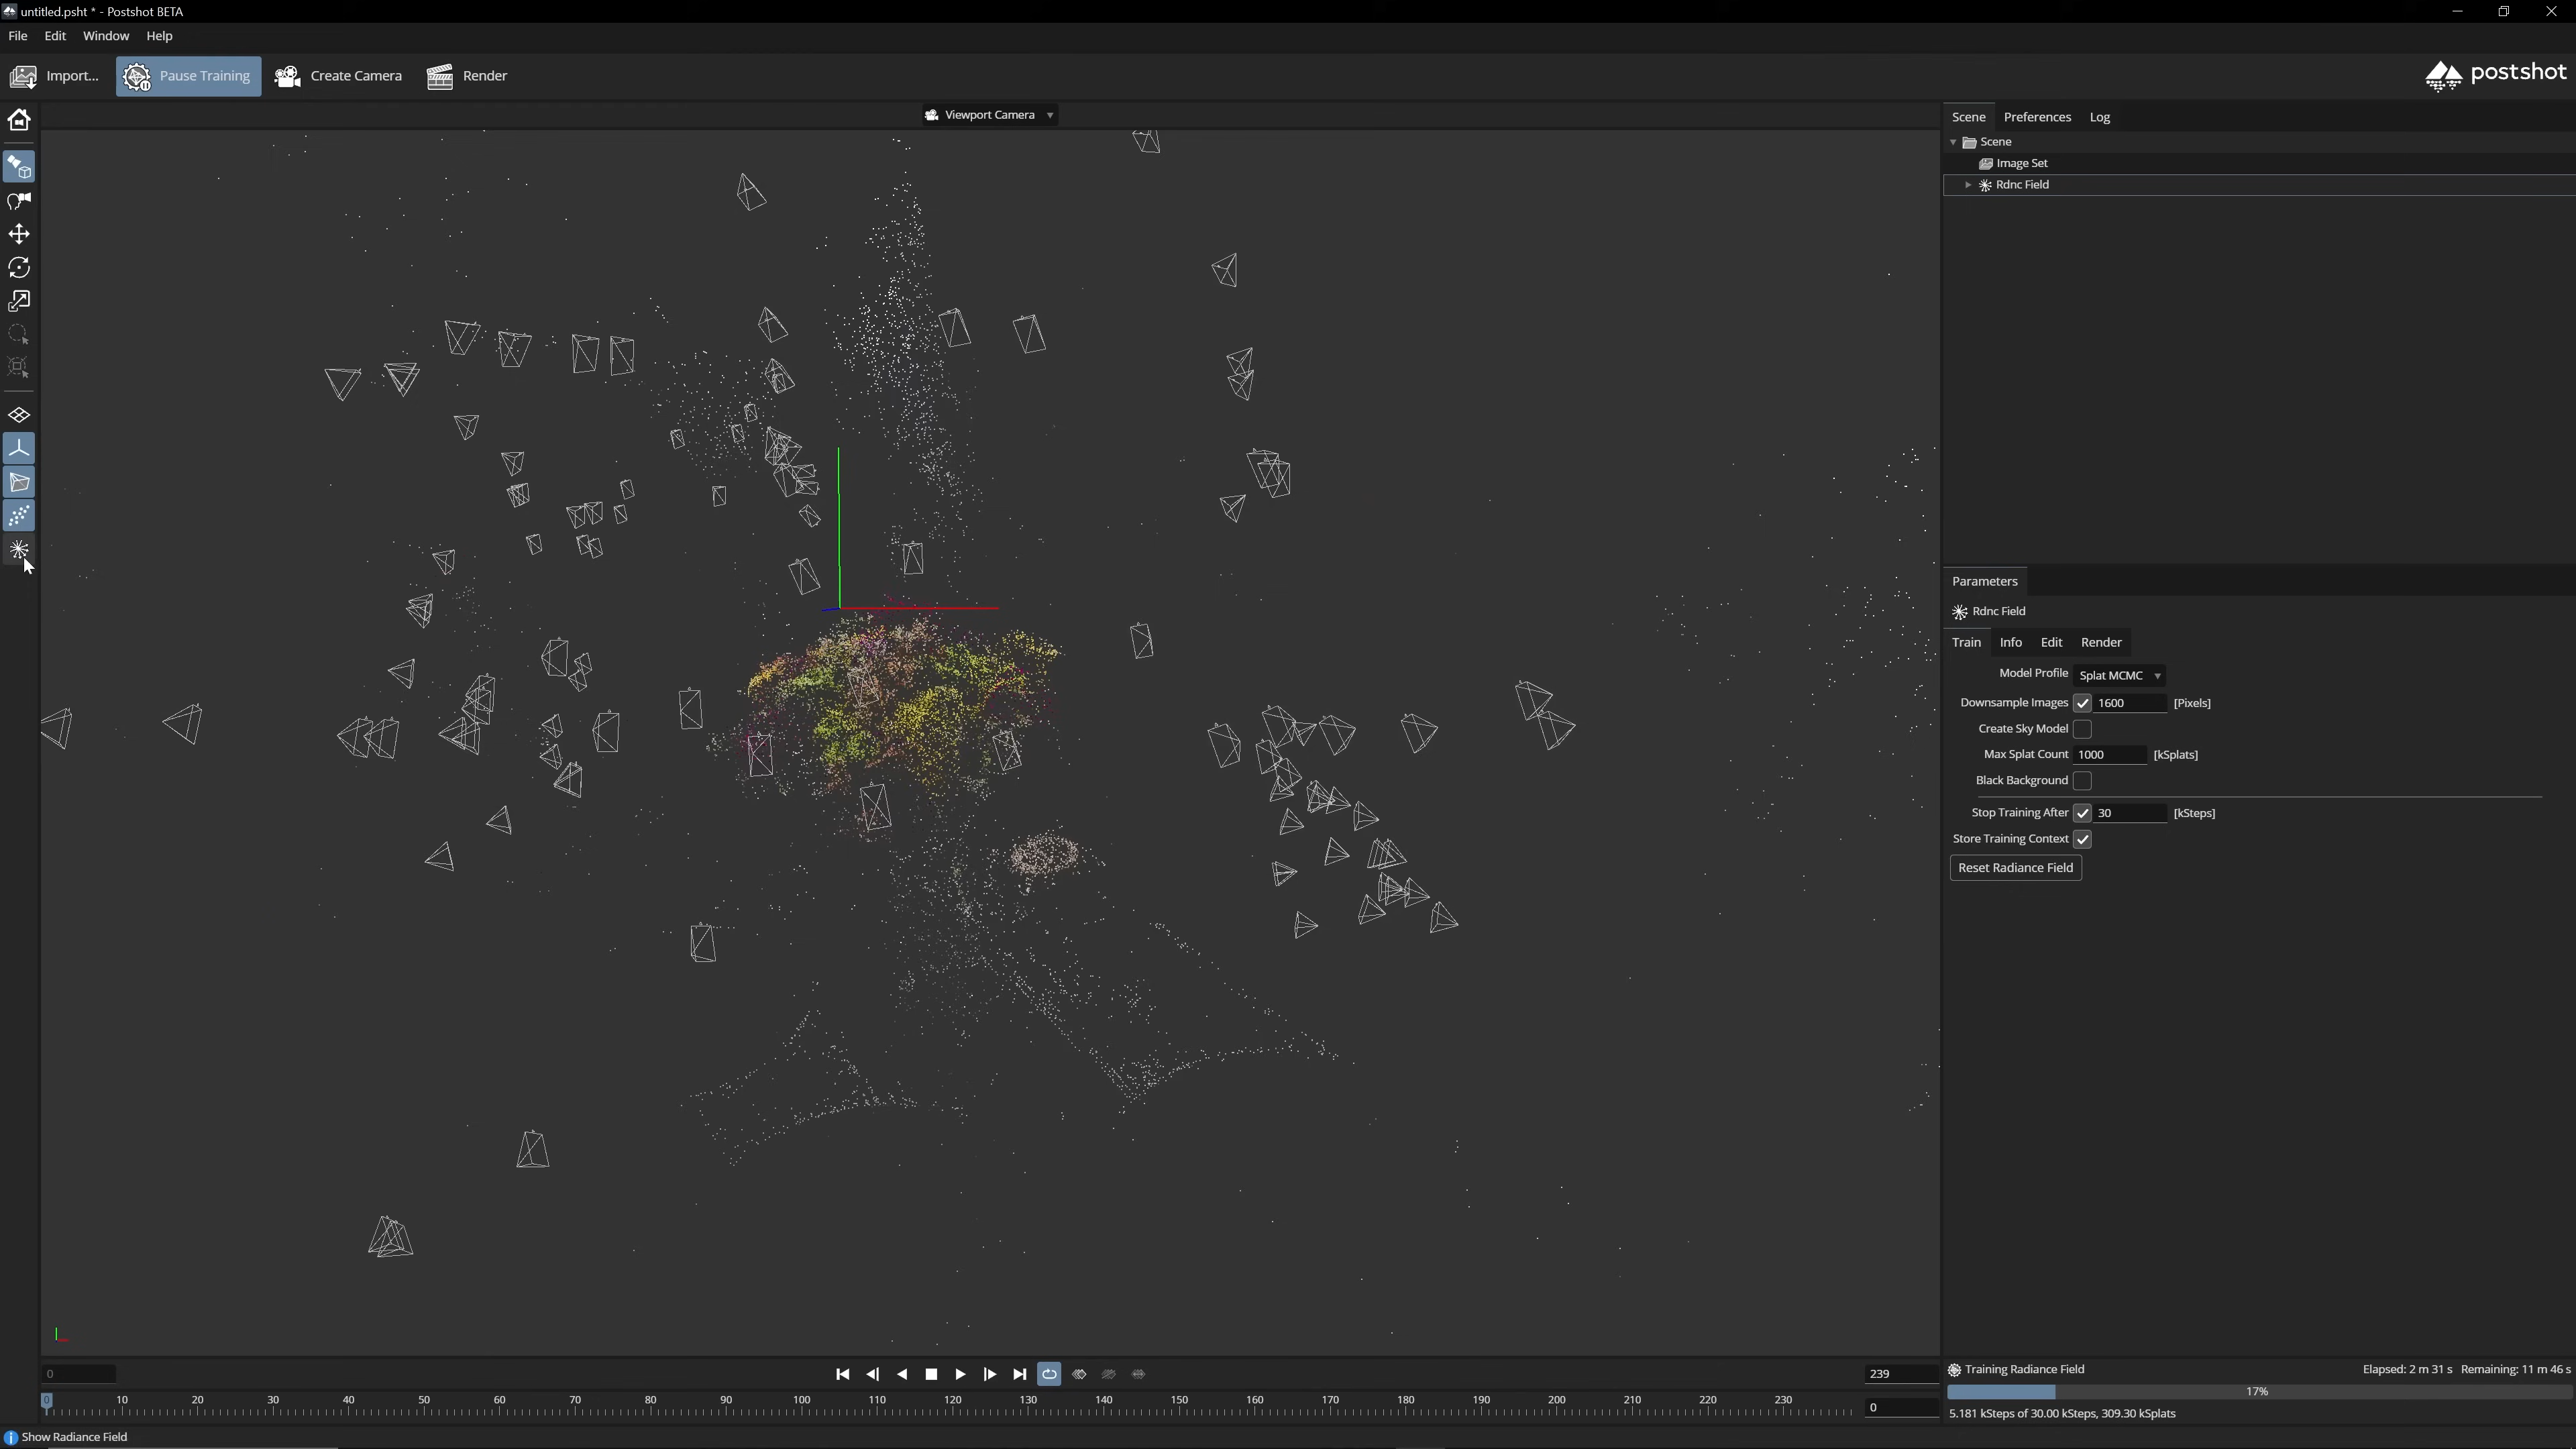 untitled.psht * - Postshot BETA
File Edit Window Help
Import... Pause Training Create Camera Render
postshot
Viewport Camera
Scene Preferences Log
Scene
Image Set
Rdnc Field
Parameters
Rdnc Field
Train Info Edit Render
Model Profile Splat MCMC
Downsample Images 1600 [Pixels]
Create Sky Model
Max Splat Count 1000 [kSplats]
Black Background
Stop Training After 30 [kSteps]
Store Training Context
Reset Radiance Field
0 239
Training Radiance Field Elapsed: 2 m 31 s Remaining: 11 m 46 s
17%
0 10 20 30 40 50 60 70 80 90 100 110 120 130 140 150 160 170 180 190 200 210 220 230 0
5.181 kSteps of 30.00 kSteps, 309.30 kSplats
Show Radiance Field